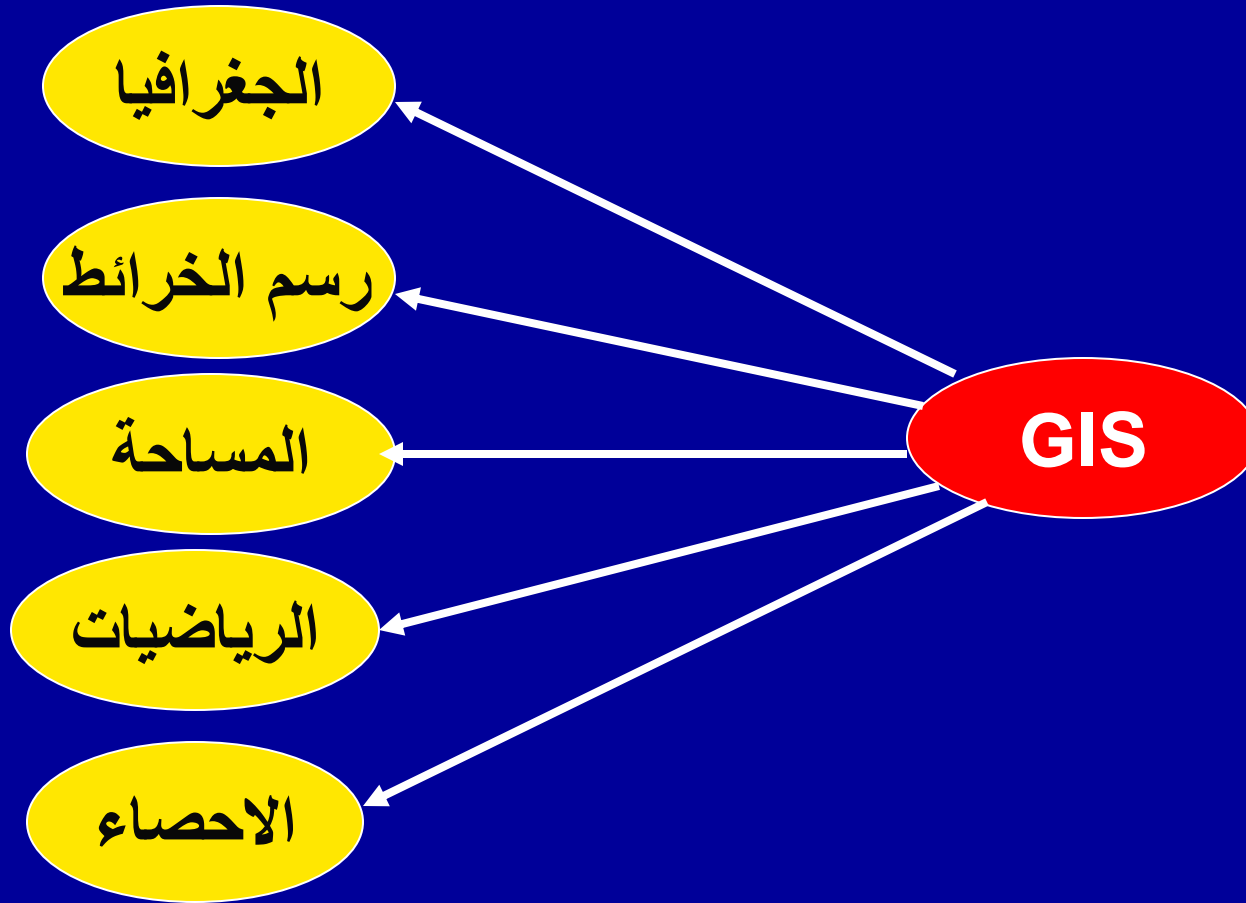 الجغرافيا
رسم الخرائط
GIS
المساحة
الرياضيات
الاحصاء